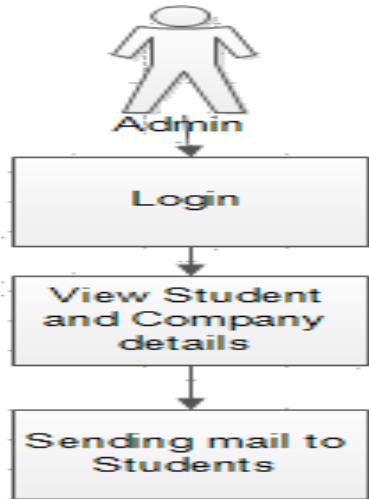 Admin
Login
View Student
and Company
details
Sending mail to
Students